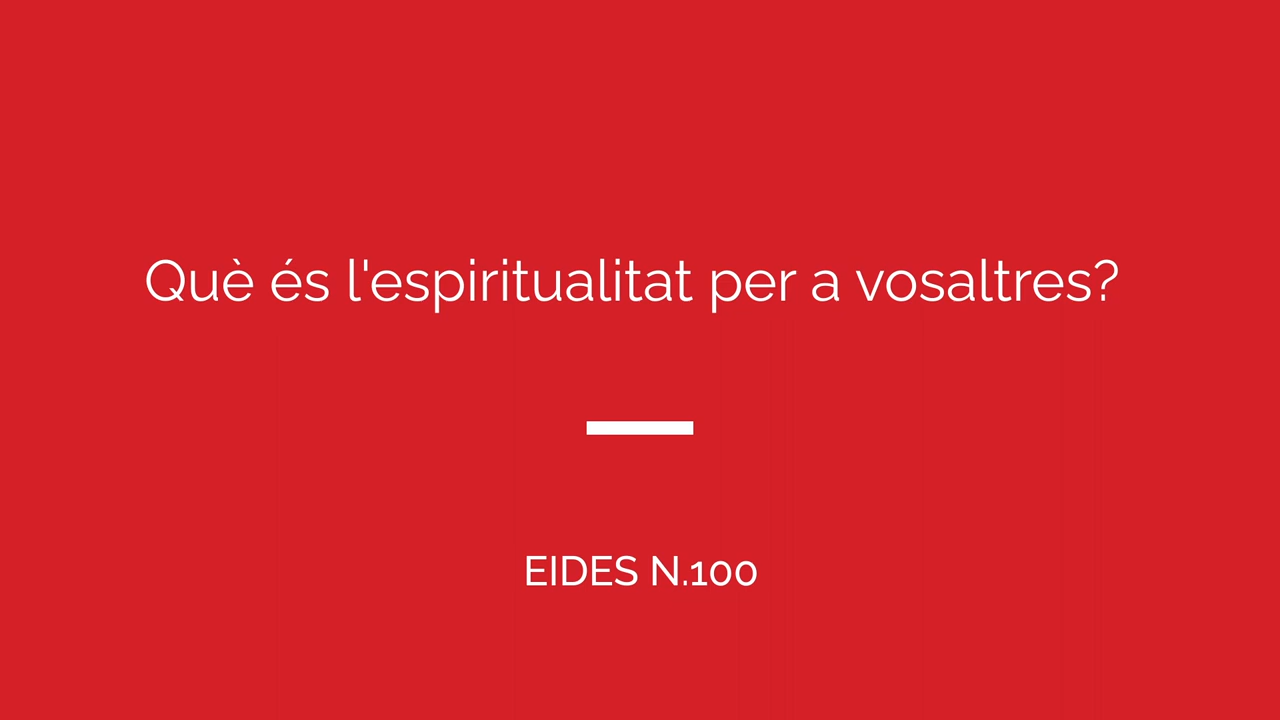 Què és l'espiritualitat per a vosaltres?
EIDES N.100